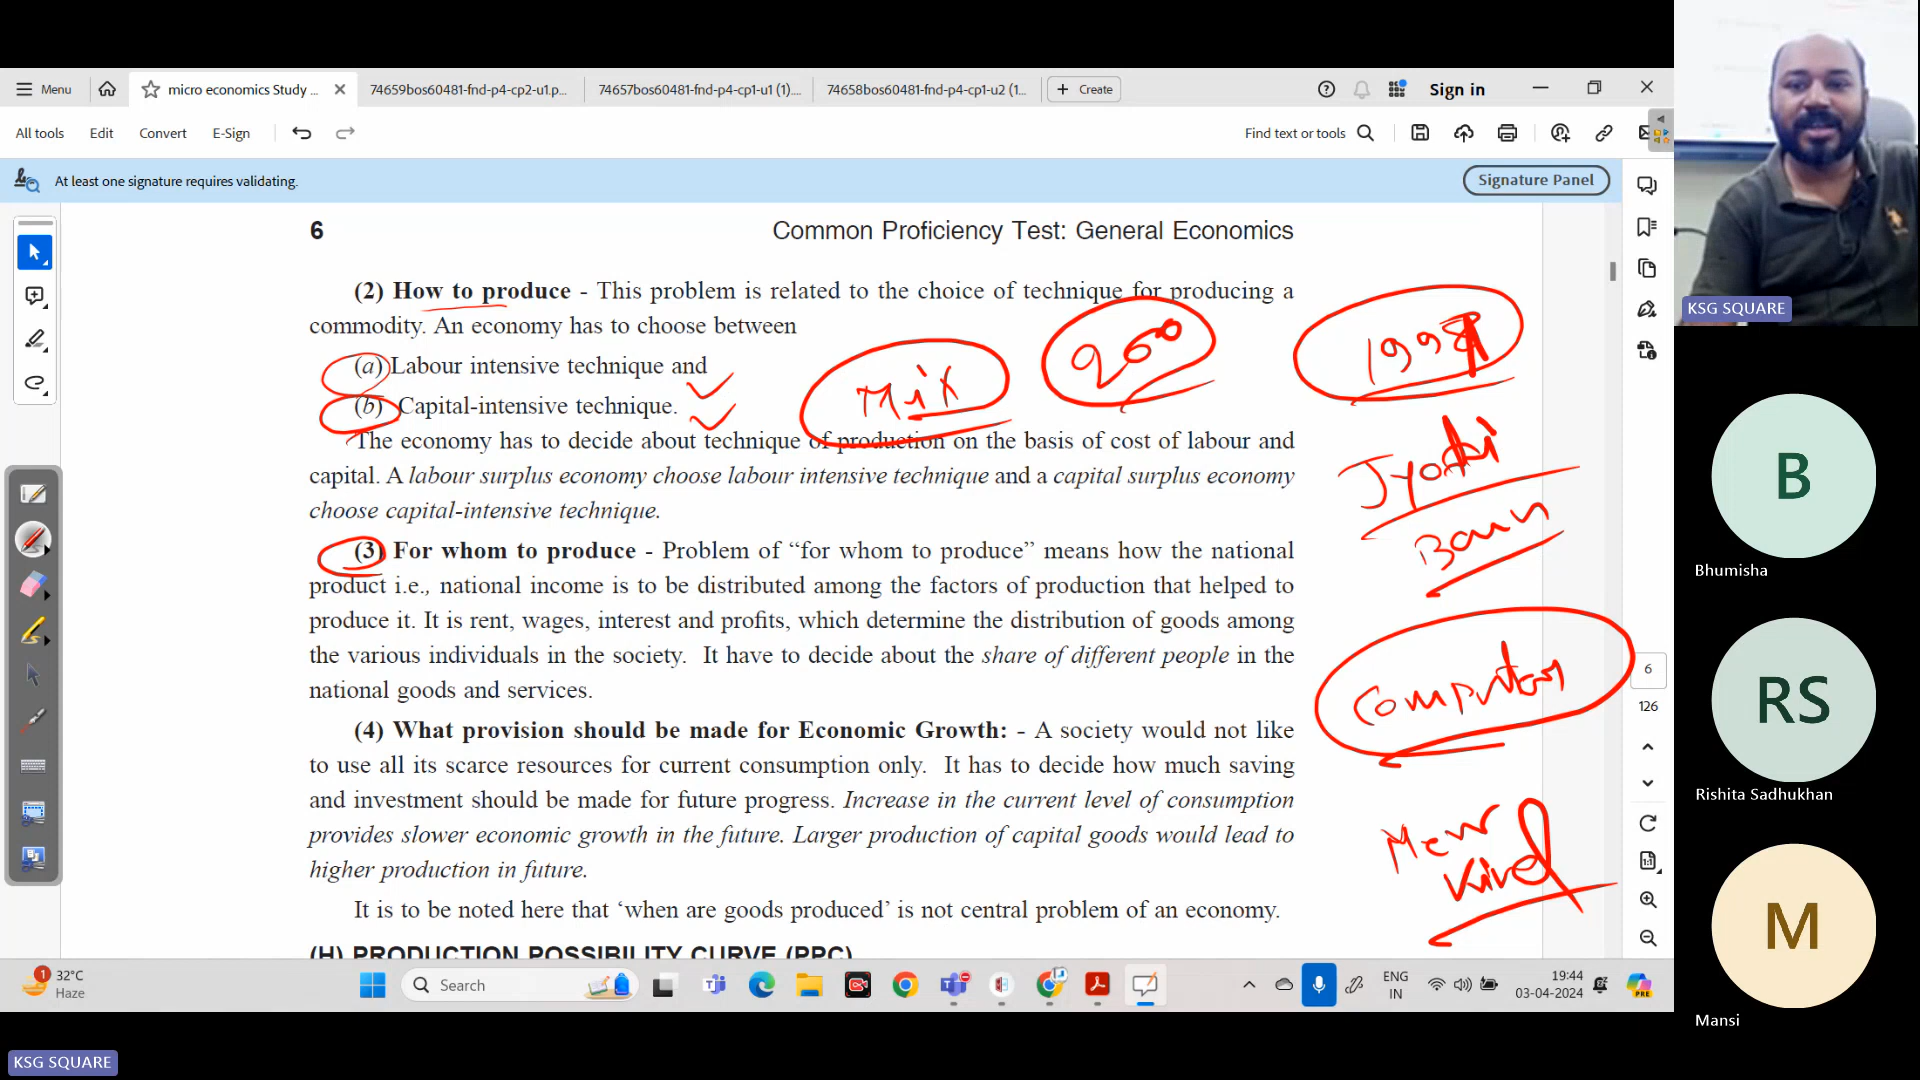 Menu
micro economics Study ...
74659bos60481-fnd-p4-cp2-u1.p...
74657bos60481-fnd-p4-cp1-u1 (1)....
74658bos60481-fnd-p4-cp1-u2 (1...
+ Create
Sign in
All tools
Edit
Convert
E-Sign
Find text or tools
At least one signature requires validating.
Signature Panel
6
Common Proficiency Test: General Economics
(2) How to produce - This problem is related to the choice of technique for producing a
commodity. An economy has to choose between
(a) Labour intensive technique and
(b) Capital-intensive technique.
The economy has to decide about technique of production on the basis of cost of labour and
capital. A labour surplus economy choose labour intensive technique and a capital surplus economy
choose capital-intensive technique.
(3) For whom to produce - Problem of “for whom to produce” means how the national
product i.e., national income is to be distributed among the factors of production that helped to
produce it. It is rent, wages, interest and profits, which determine the distribution of goods among
the various individuals in the society. It have to decide about the share of different people in the
national goods and services.
(4) What provision should be made for Economic Growth: - A society would not like
to use all its scarce resources for current consumption only. It has to decide how much saving
and investment should be made for future progress. Increase in the current level of consumption
provides slower economic growth in the future. Larger production of capital goods would lead to
higher production in future.
It is to be noted here that ‘when are goods produced’ is not central problem of an economy.
(H) PRODUCTION POSSIBILITY CURVE (PPC)
Mix
Kind
6
126
1:1
KSG SQUARE
B
Bhumisha
RS
Rishita Sadhukhan
M
Mansi
1
32°C
Haze
Search
ENG
IN
19:44
03-04-2024
PRE
KSG SQUARE